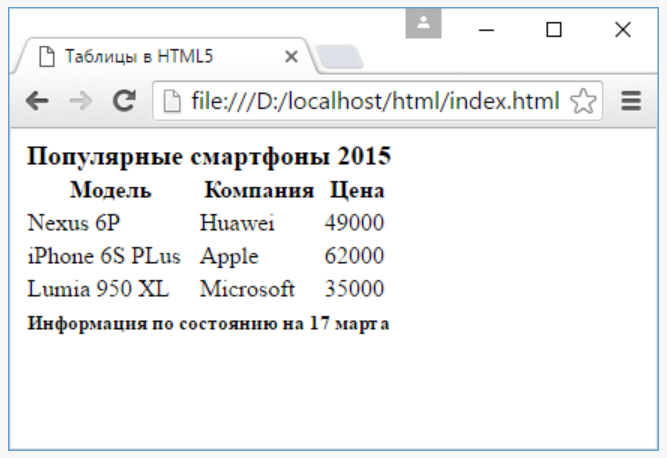 Таблицы в HTML5
file:///D:/localhost/html/index.html
Популярные смартфоны 2015
Модель Компания Цена
Nexus 6P Huawei 49000
iPhone 6S PLus Apple 62000
Lumia 950 XL Microsoft 35000
Информация по состоянию на 17 марта